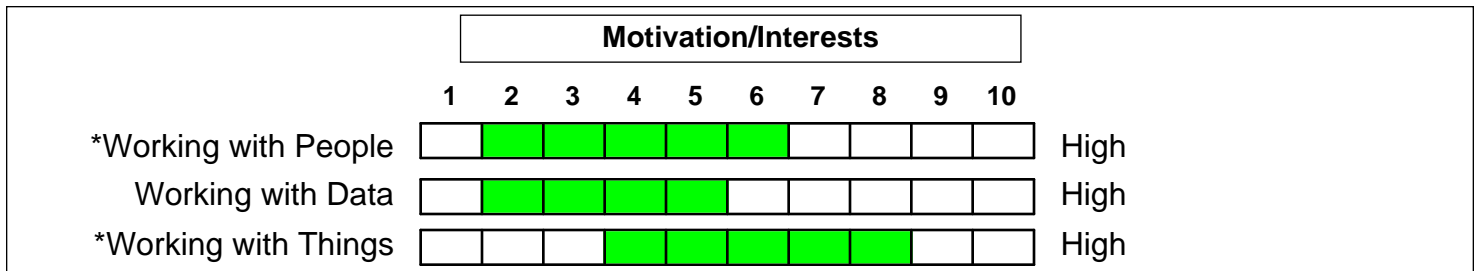 Motivation/Interests
1 2 3 4 5 6 7 8 9 10
*Working with People High
Working with Data High
*Working with Things High